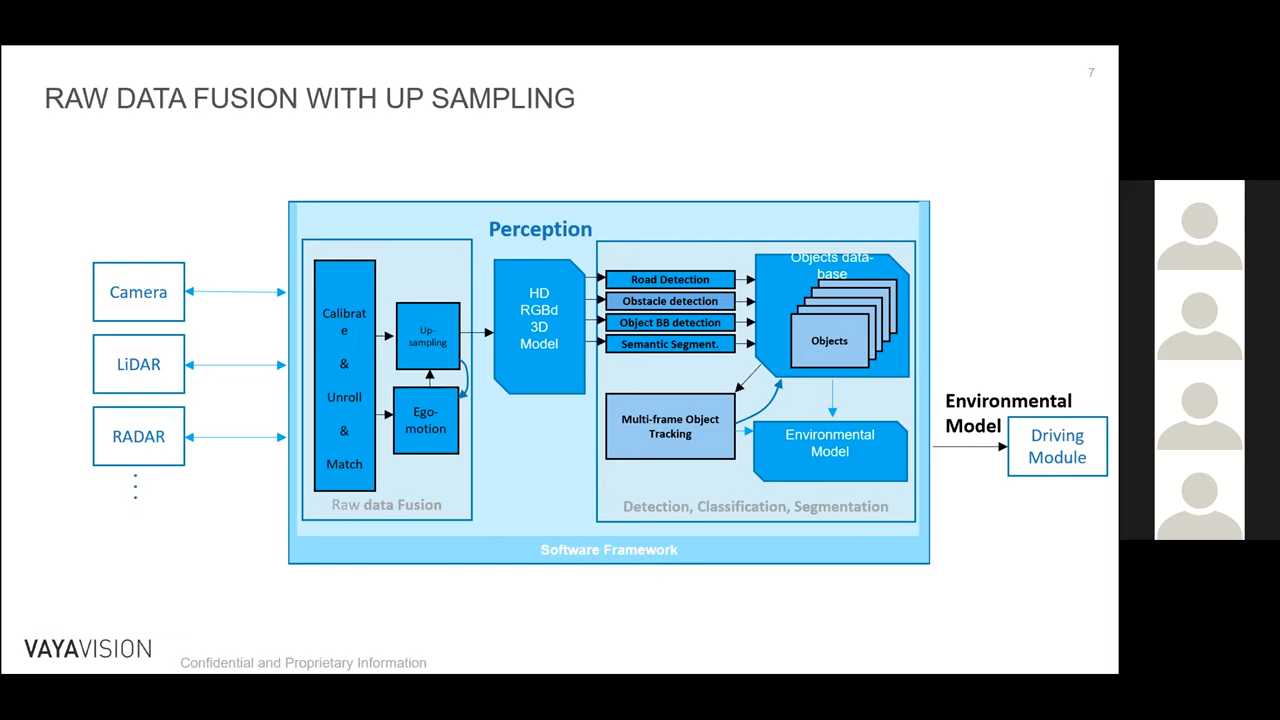 7
RAW DATA FUSION WITH UP SAMPLING
Perception
Camera
LiDAR
RADAR
Calibrat
e
&
Unroll
&
Match
Up-
sampling
Ego-
motion
Raw data Fusion
HD
RGBd
3D
Model
Road Detection
Obstacle detection
Object BB detection
Semantic Segment.
Objects data-
base
Objects
Multi-frame Object
Tracking
Environmental
Model
Detection, Classification, Segmentation
Software Framework
Environmental
Model
Driving
Module
VAYAVISION
Confidential and Proprietary Information